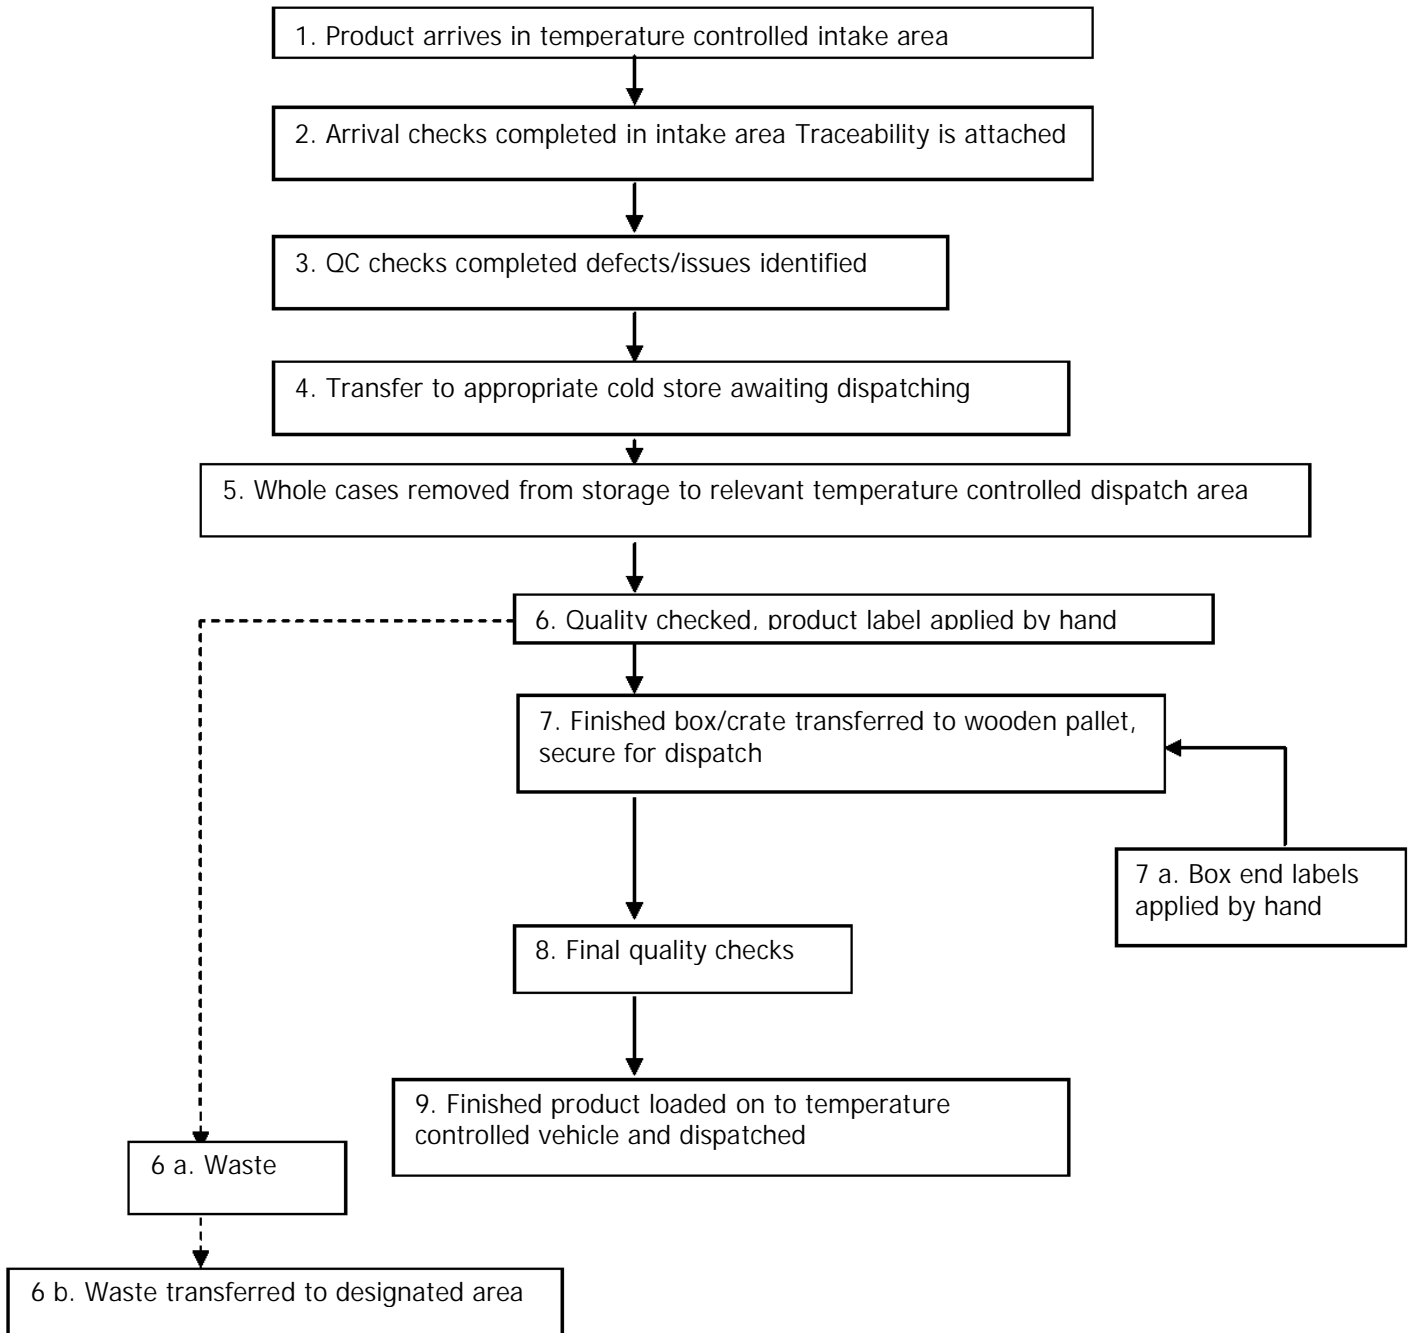 1. Product arrives in temperature controlled intake area
2. Arrival checks completed in intake area Traceability is attached
3. QC checks completed defects/issues identified
4. Transfer to appropriate cold store awaiting dispatching
5. Whole cases removed from storage to relevant temperature controlled dispatch area
6. Quality checked, product label applied by hand
7. Finished box/crate transferred to wooden pallet,
secure for dispatch
7 a. Box end labels
applied by hand
8. Final quality checks
9. Finished product loaded on to temperature
controlled vehicle and dispatched
6 a. Waste
6 b. Waste transferred to designated area